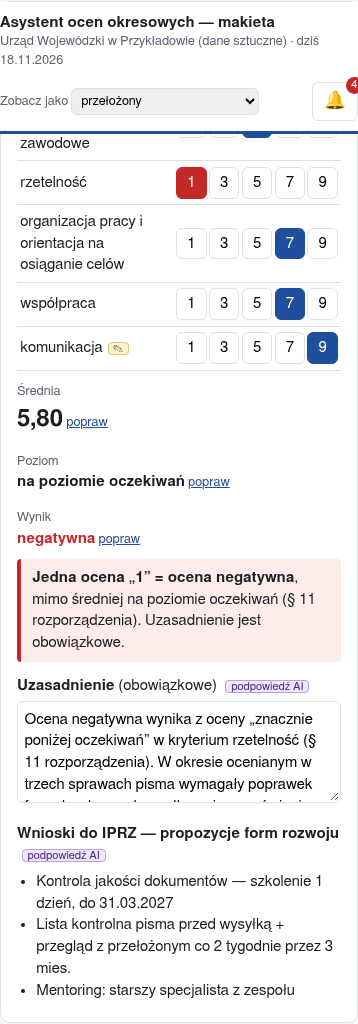 Asystent ocen okresowych — makieta
Urząd Wojewódzki w Przykładowie (dane sztuczne) · dziś
18.11.2026
Zobacz jako przełożony
4
zawodowe
rzetelność 1 3 5 7 9
organizacja pracy i
orientacja na
osiąganie celów
1 3 5 7 9
współpraca 1 3 5 7 9
komunikacja 1 3 5 7 9
Średnia
5,80 popraw
Poziom
na poziomie oczekiwań popraw
Wynik
negatywna popraw
Jedna ocena „1” = ocena negatywna,
mimo średniej na poziomie oczekiwań (§ 11
rozporządzenia). Uzasadnienie jest
obowiązkowe.
Uzasadnienie (obowiązkowe) podpowiedź AI
Ocena negatywna wynika z oceny „znacznie
poniżej oczekiwań” w kryterium rzetelność (§
11 rozporządzenia). W okresie ocenianym w
trzech sprawach pisma wymagały poprawek
Wnioski do IPRZ — propozycje form rozwoju
podpowiedź AI
• Kontrola jakości dokumentów — szkolenie 1
dzień, do 31.03.2027
• Lista kontrolna pisma przed wysyłką +
przegląd z przełożonym co 2 tygodnie przez 3
mies.
• Mentoring: starszy specjalista z zespołu